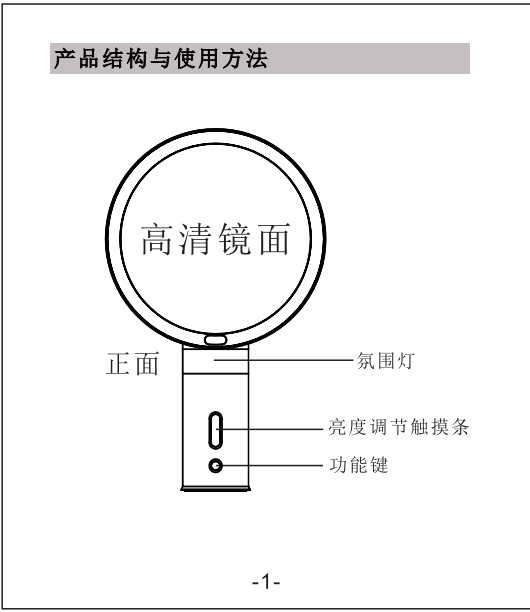 产品结构与使用方法
高清镜面
正面
氛围灯
亮度调节触摸条
功能键
-1-